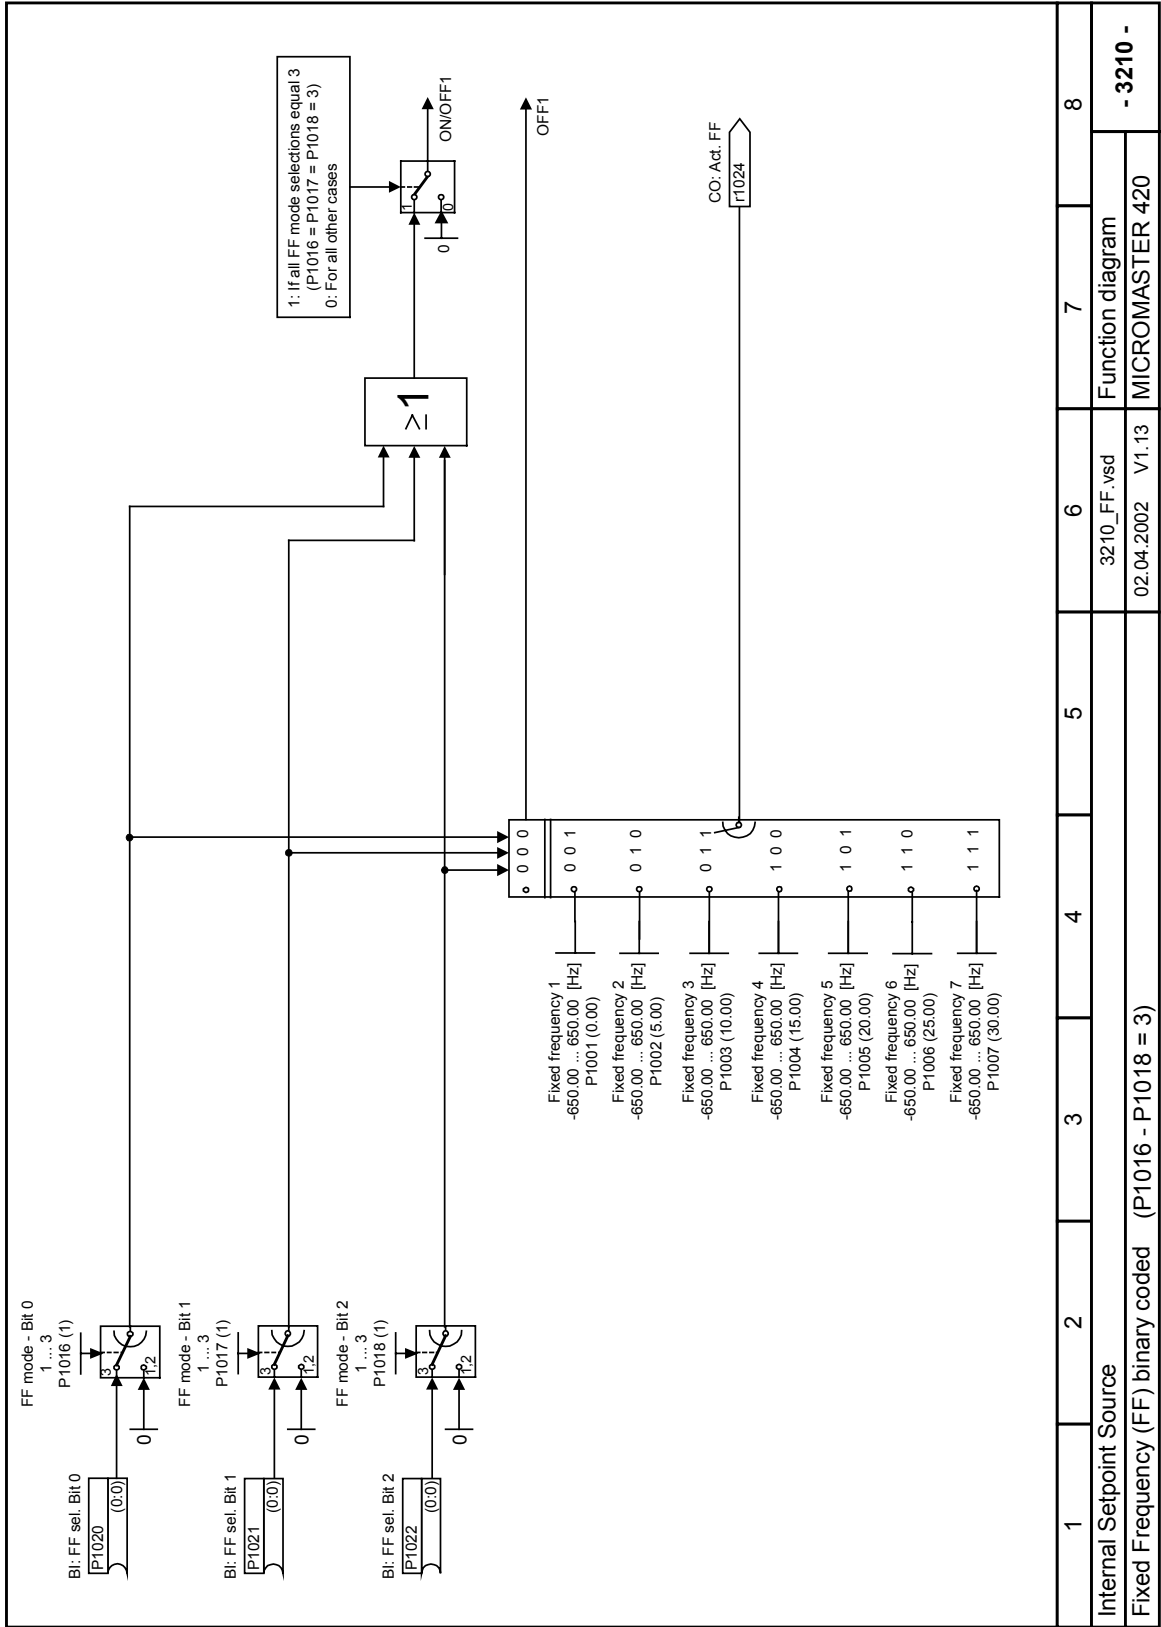 FF mode - Bit 0
1 ... 3
P1016 (1)
BI: FF sel. Bit 0
P1020
(0:0)
0
3
1,2
FF mode - Bit 1
1 ... 3
P1017 (1)
BI: FF sel. Bit 1
P1021
(0:0)
0
3
1,2
FF mode - Bit 2
1 ... 3
P1018 (1)
BI: FF sel. Bit 2
P1022
(0:0)
0
3
1,2
≥1
1: If all FF mode selections equal 3
(P1016 = P1017 = P1018 = 3)
0: For all other cases
1
0
0
ON/OFF1
OFF1
0 0 0
0 0 1
0 1 0
0 1 1
1 0 0
1 0 1
1 1 0
1 1 1
Fixed frequency 1
-650.00 ... 650.00 [Hz]
P1001 (0.00)
Fixed frequency 2
-650.00 ... 650.00 [Hz]
P1002 (5.00)
Fixed frequency 3
-650.00 ... 650.00 [Hz]
P1003 (10.00)
Fixed frequency 4
-650.00 ... 650.00 [Hz]
P1004 (15.00)
Fixed frequency 5
-650.00 ... 650.00 [Hz]
P1005 (20.00)
Fixed frequency 6
-650.00 ... 650.00 [Hz]
P1006 (25.00)
Fixed frequency 7
-650.00 ... 650.00 [Hz]
P1007 (30.00)
CO: Act. FF
r1024
1 2 3 4 5 6 7 8
Internal Setpoint Source
3210_FF.vsd
Function diagram
- 3210 -
Fixed Frequency (FF) binary coded (P1016 - P1018 = 3)
02.04.2002 V1.13
MICROMASTER 420